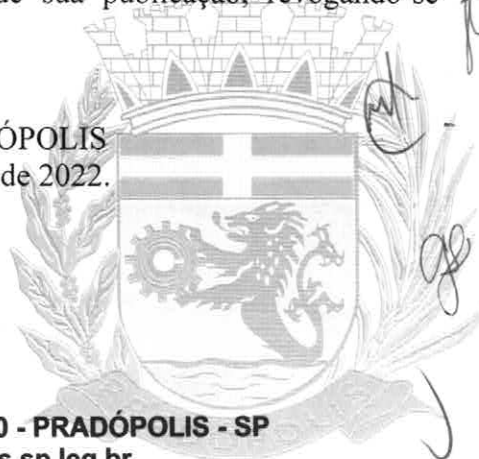 de sua publicação, revogando-se
ÓPOLIS
de 2022.
0 - PRADÓPOLIS - SP
s.sp.leg.br